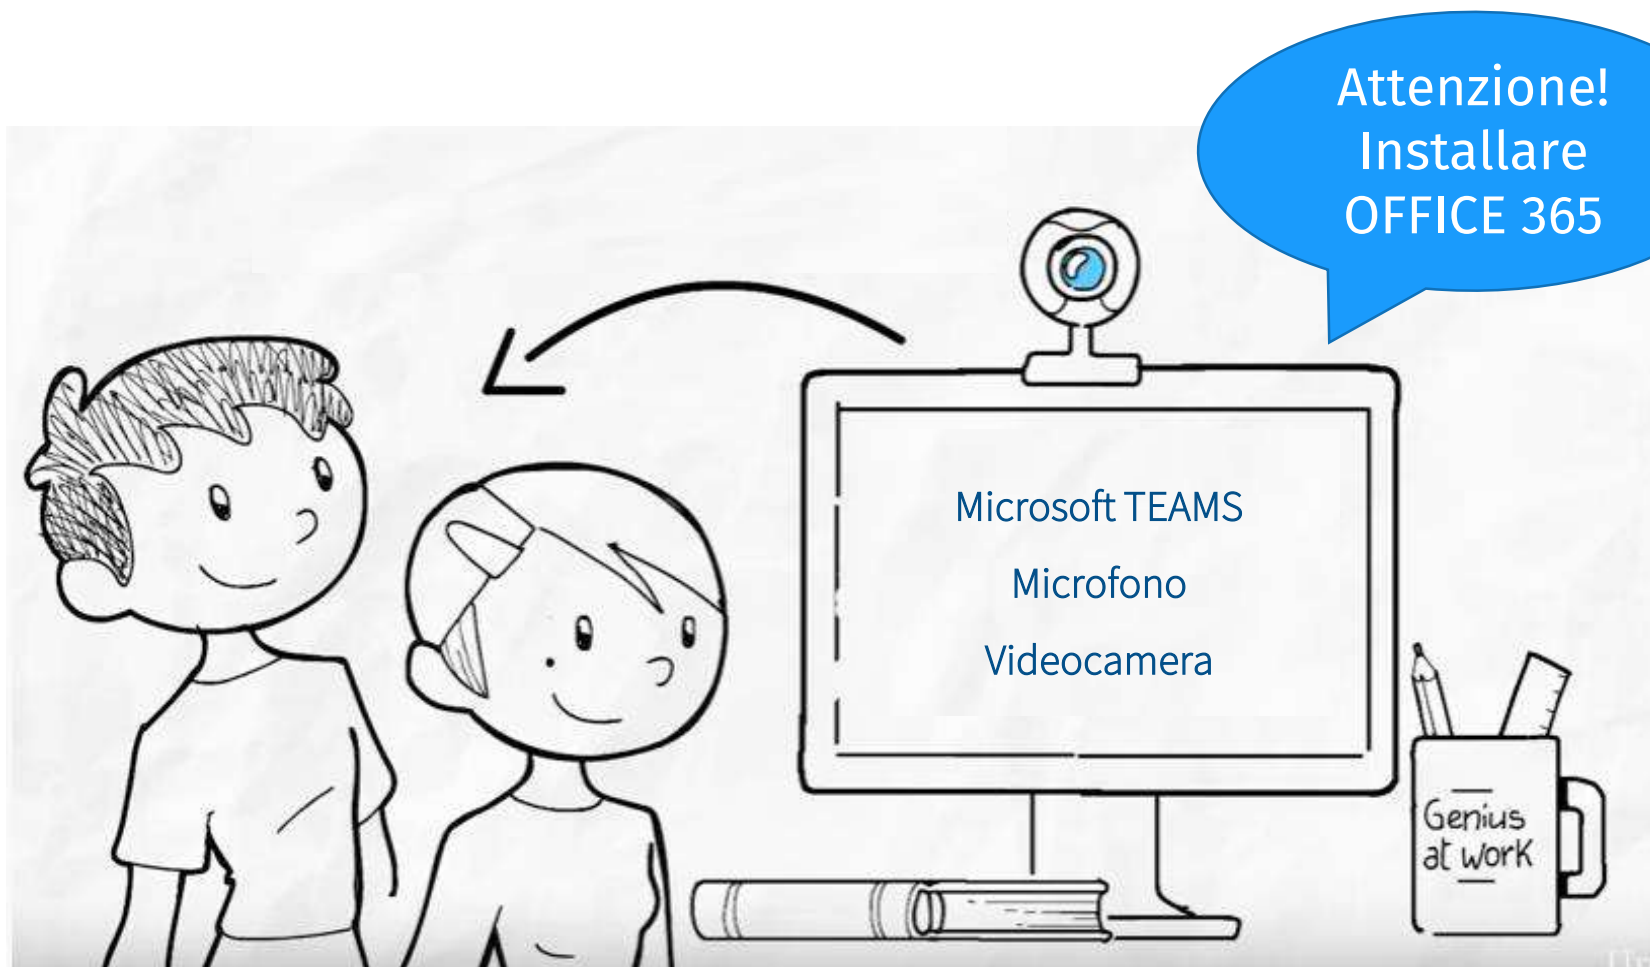 Attenzione!
Installare
OFFICE 365
Microsoft TEAMS
Microfono
Videocamera
Genius
at work